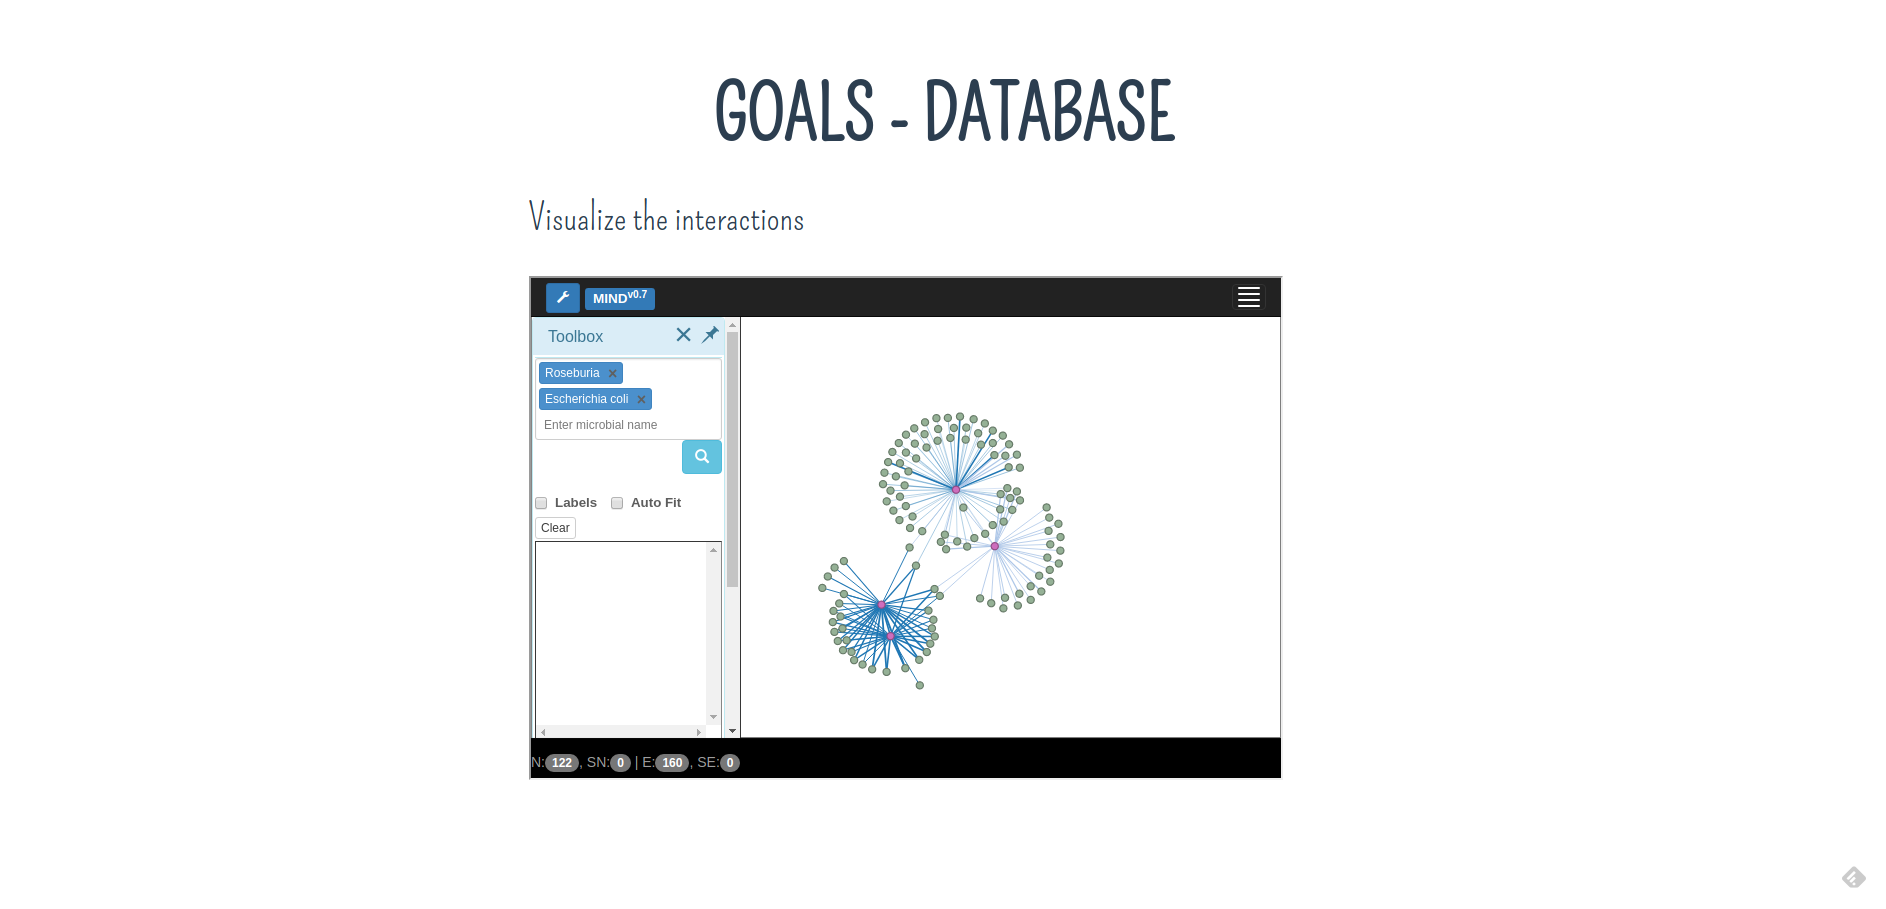 GOALS - DATABASE
Visualize the interactions
MINDv0.7
Toolbox
Roseburia ×
Escherichia coli ×
Enter microbial name
Labels Auto Fit
Clear
N:122, SN:0 | E:160, SE:0